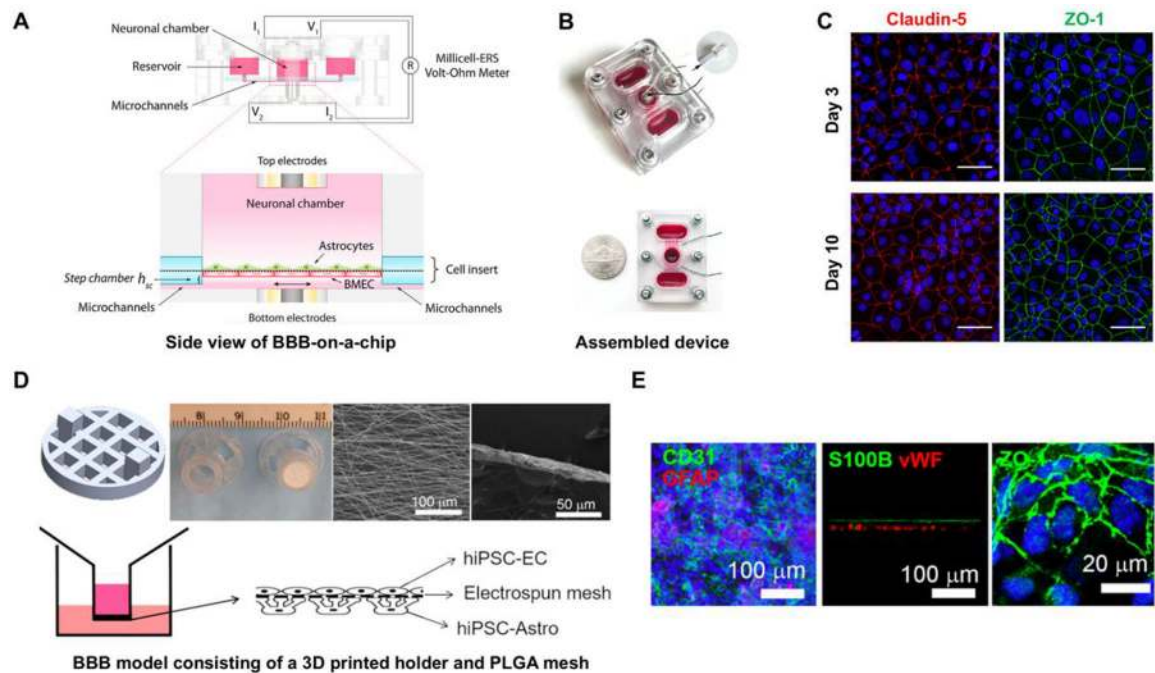 A
Neuronal chamber
Reservoir
Microchannels
I1
V1
V2
I2
R
Millicell-ERS
Volt-Ohm Meter
Top electrodes
Neuronal chamber
Astrocytes
Step chamber hsc
Cell insert
BMEC
Microchannels
Microchannels
Bottom electrodes
Side view of BBB-on-a-chip
B
Assembled device
C
Claudin-5
ZO-1
Day 3
Day 10
D
8 9 10 11
100 μm
50 μm
hiPSC-EC
Electrospun mesh
hiPSC-Astro
BBB model consisting of a 3D printed holder and PLGA mesh
E
CD31
GFAP
100 μm
S100B vWF
100 μm
20 μm